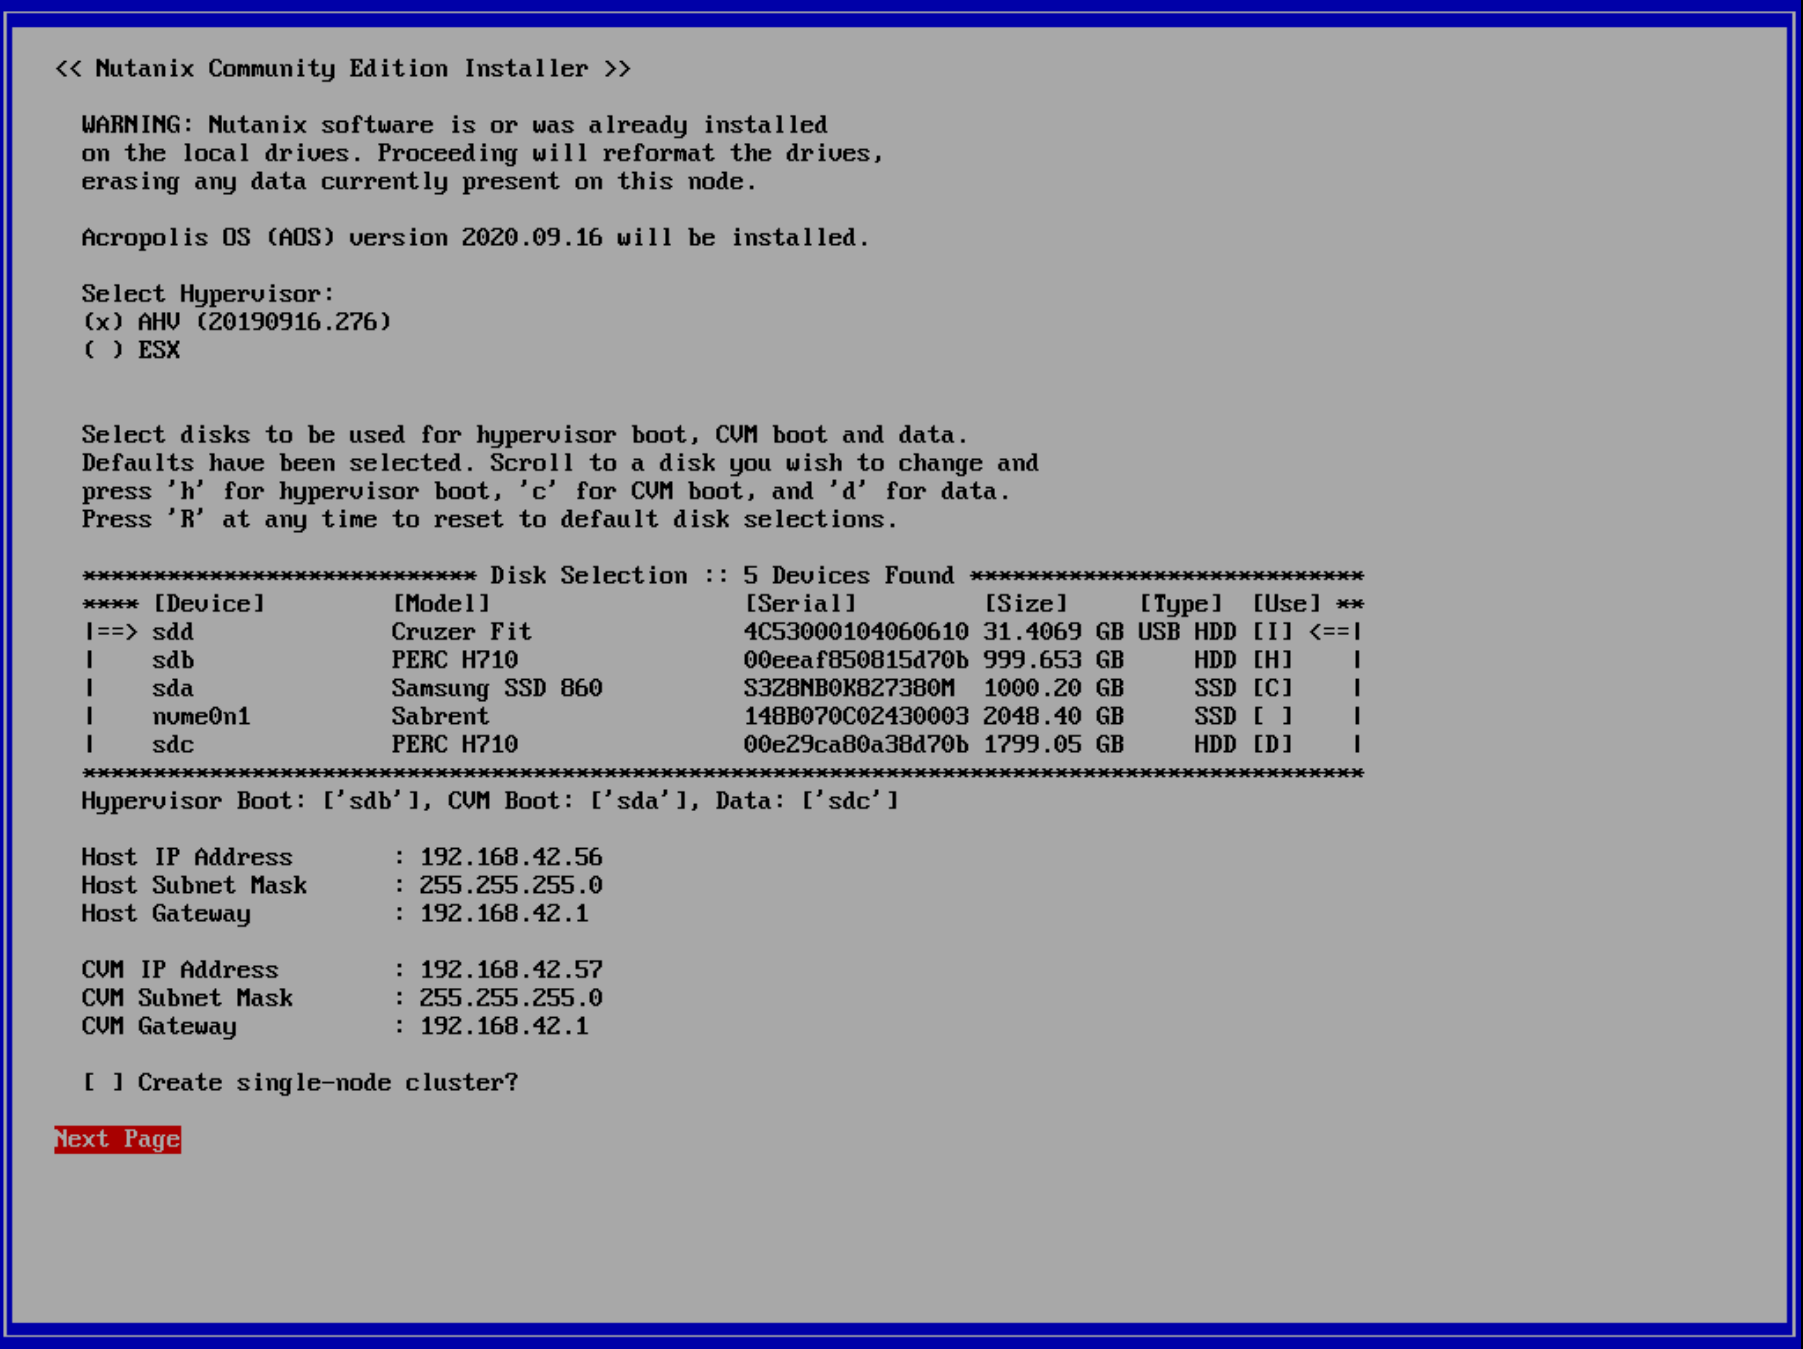 << Nutanix Community Edition Installer >>
WARNING: Nutanix software is or was already installed
on the local drives. Proceeding will reformat the drives,
erasing any data currently present on this node.
Acropolis OS (AOS) version 2020.09.16 will be installed.
Select Hypervisor:
(x) AHV (20190916.276)
( ) ESX
Select disks to be used for hypervisor boot, CVM boot and data.
Defaults have been selected. Scroll to a disk you wish to change and
press 'h' for hypervisor boot, 'c' for CVM boot, and 'd' for data.
Press 'R' at any time to reset to default disk selections.
**************************** Disk Selection :: 5 Devices Found ****************************
**** [Device] [Model] [Serial] [Size] [Type] [Use] **
|==> sdd Cruzer Fit 4C53000104060610 31.4069 GB USB HDD [I] <==|
| sdb PERC H710 00eeaf850815d70b 999.653 GB HDD [H] |
| sda Samsung SSD 860 S3Z8NB0K827380M 1000.20 GB SSD [C] |
| nvme0n1 Sabrent 148B070C02430003 2048.40 GB SSD [ ] |
| sdc PERC H710 00e29ca80a38d70b 1799.05 GB HDD [D] |
*******************************************************************************************
Hypervisor Boot: ['sdb'], CVM Boot: ['sda'], Data: ['sdc']
Host IP Address : 192.168.42.56
Host Subnet Mask : 255.255.255.0
Host Gateway : 192.168.42.1
CVM IP Address : 192.168.42.57
CVM Subnet Mask : 255.255.255.0
CVM Gateway : 192.168.42.1
[ ] Create single-node cluster?
Next Page